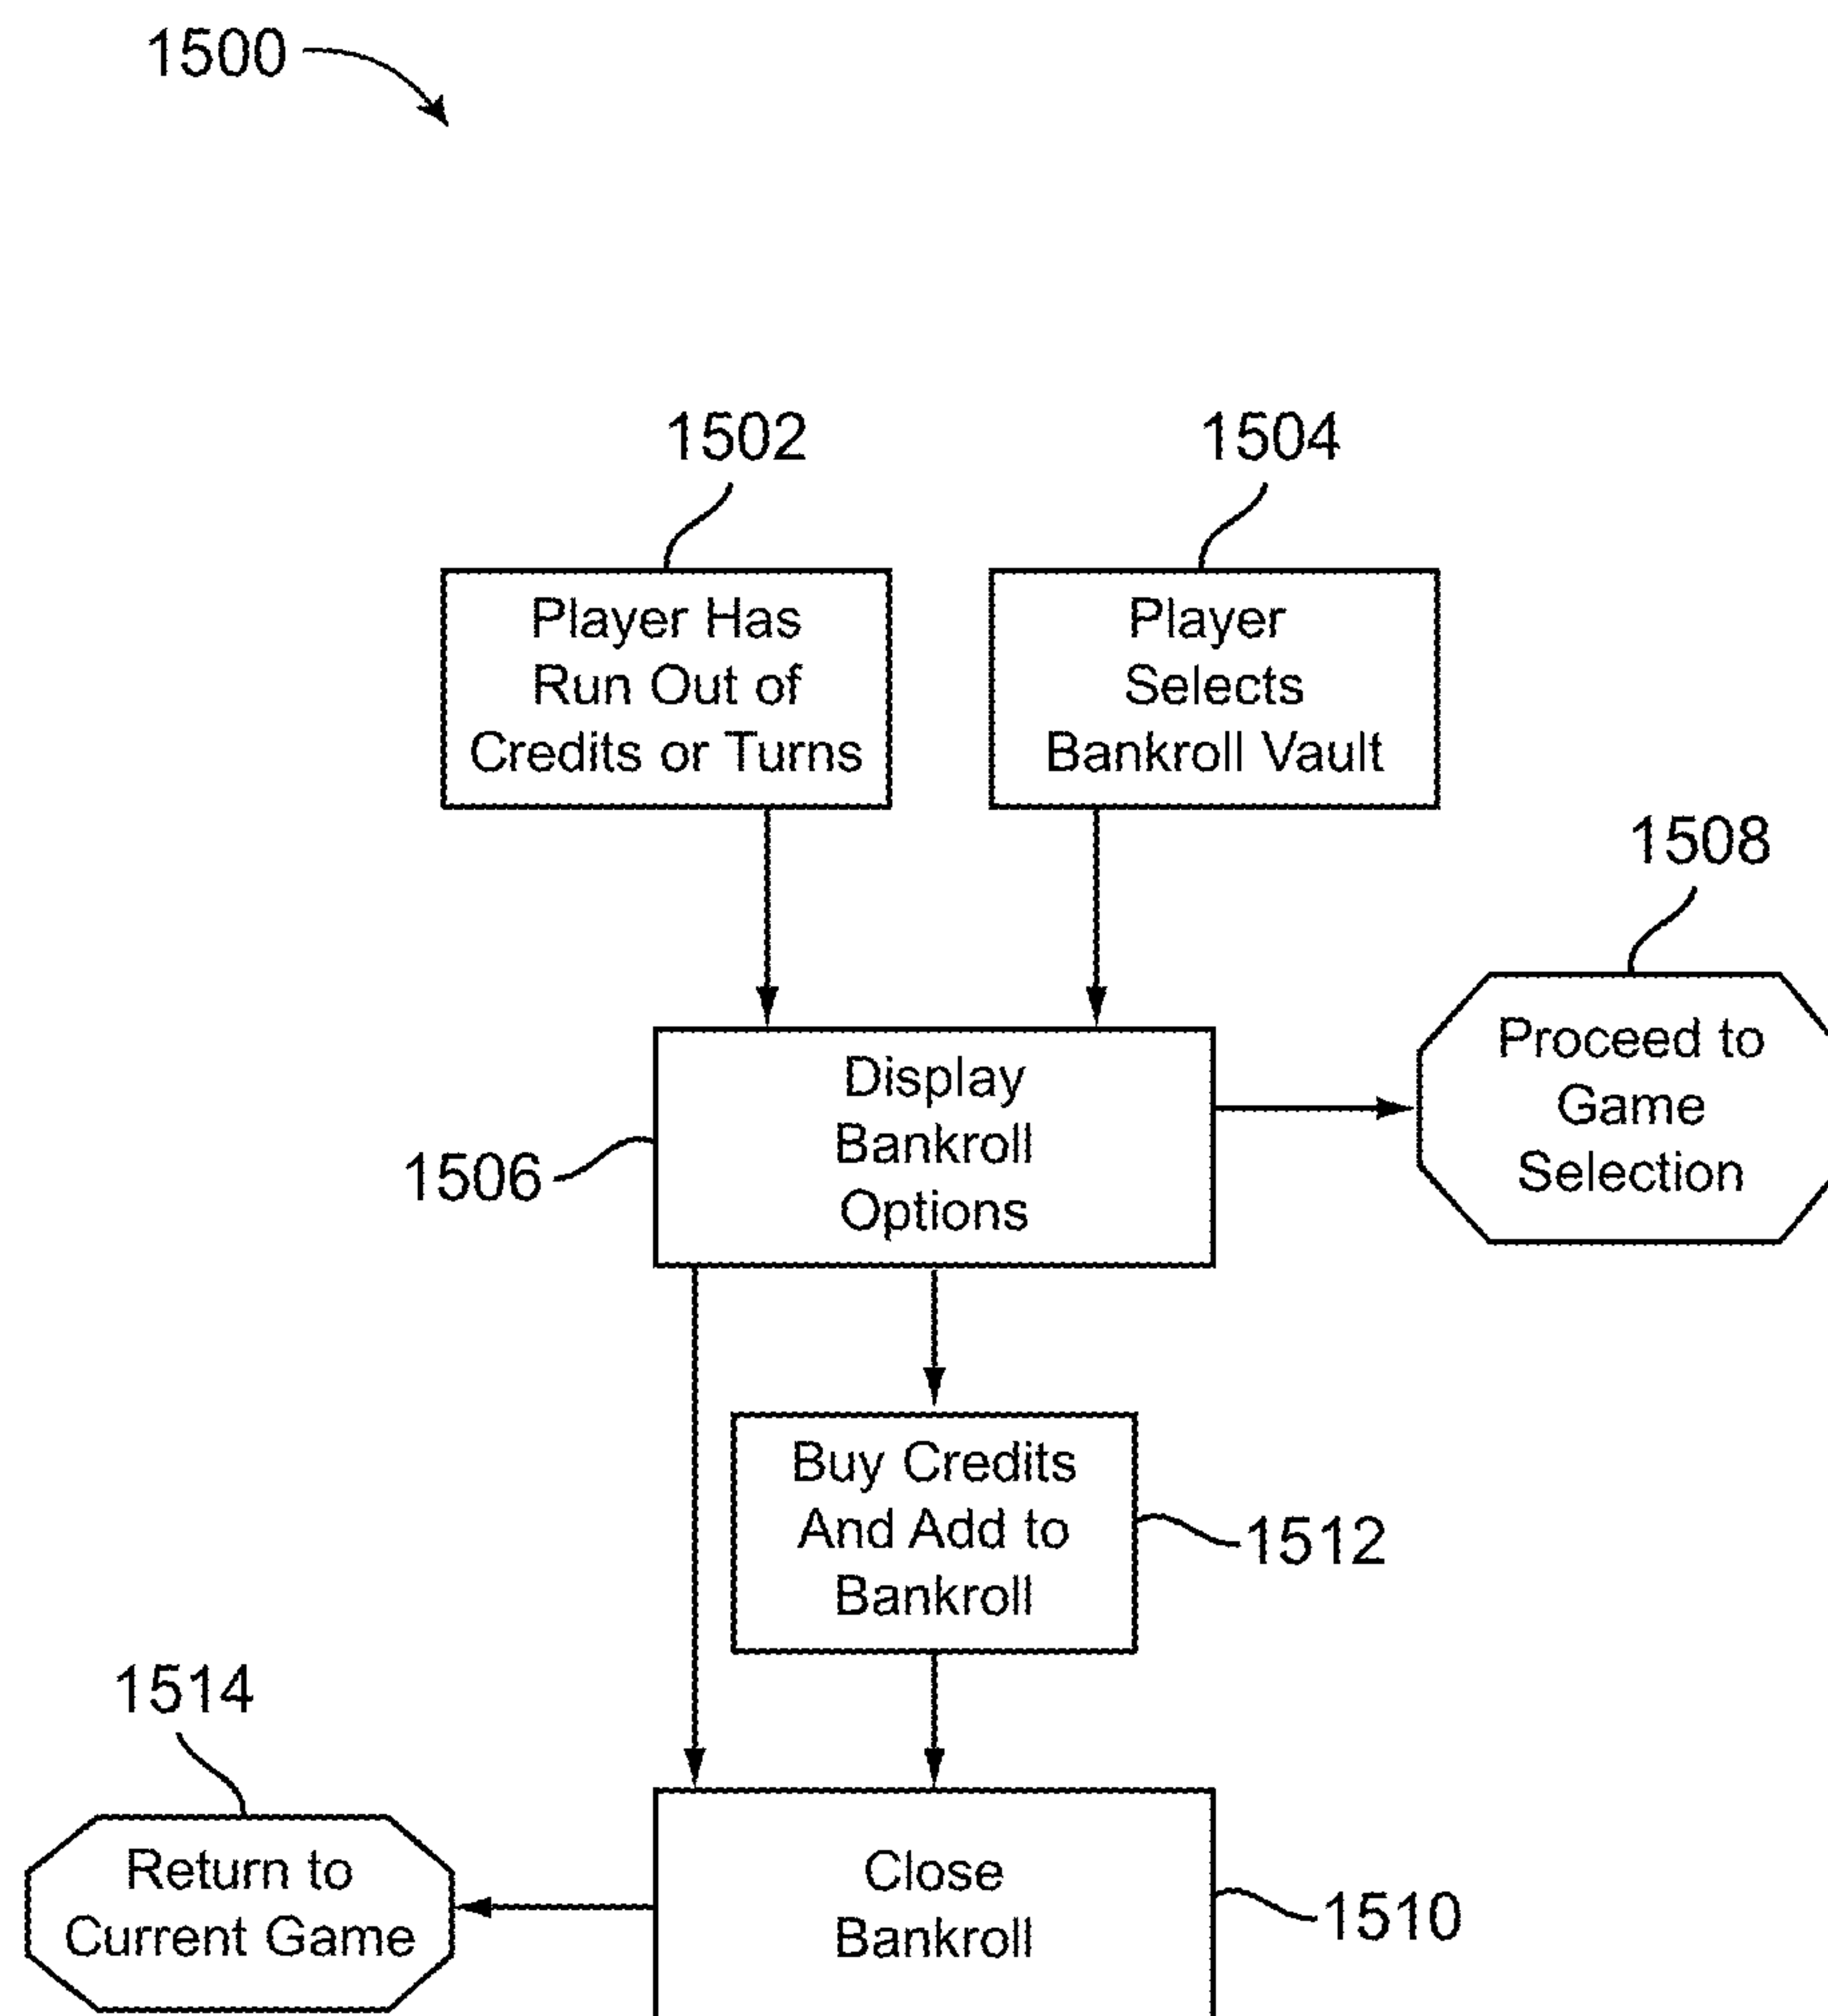 1500
1502
1504
Player Has
Run Out of
Credits or Turns
Player
Selects
Bankroll Vault
1508
Proceed to
Game
Selection
Display
Bankroll
Options
1506
Buy Credits
And Add to
Bankroll
1512
1514
Return to
Current Game
Close
Bankroll
1510